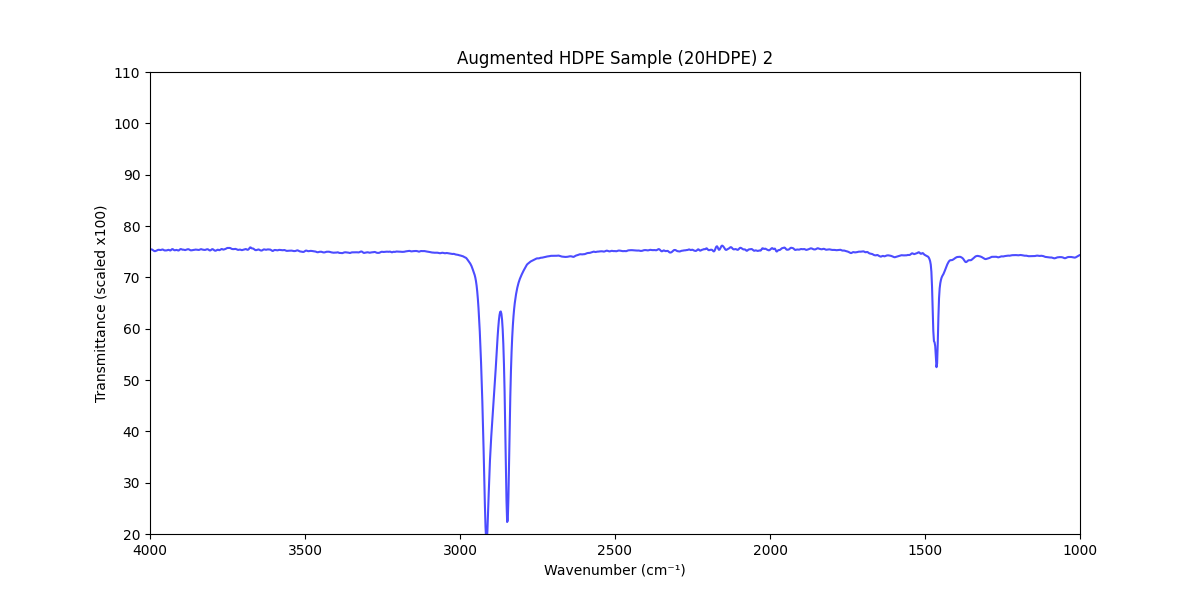 Augmented HDPE Sample (20HDPE) 2
110
100
90
80
70
60
50
40
30
20
Transmittance (scaled x100)
4000 3500 3000 2500 2000 1500 1000
Wavenumber (cm⁻¹)